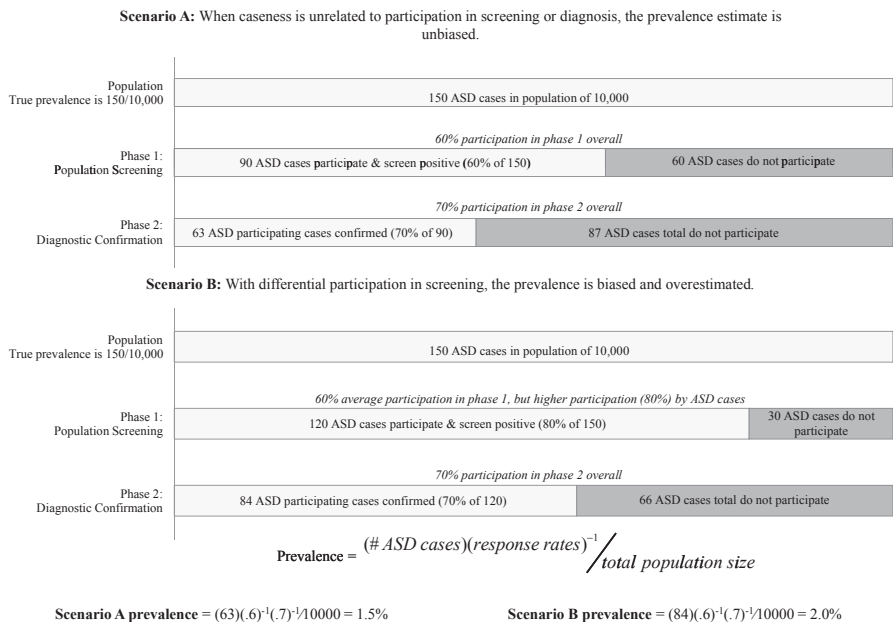 Scenario A: When caseness is unrelated to participation in screening or diagnosis, the prevalence estimate is
unbiased.
Population
True prevalence is 150/10,000
150 ASD cases in population of 10,000
60% participation in phase 1 overall
Phase 1:
Population Screening
90 ASD cases participate & screen positive (60% of 150)
60 ASD cases do not participate
70% participation in phase 2 overall
Phase 2:
Diagnostic Confirmation
63 ASD participating cases confirmed (70% of 90)
87 ASD cases total do not participate
Scenario B: With differential participation in screening, the prevalence is biased and overestimated.
Population
True prevalence is 150/10,000
150 ASD cases in population of 10,000
60% average participation in phase 1, but higher participation (80%) by ASD cases
Phase 1:
Population Screening
120 ASD cases participate & screen positive (80% of 150)
30 ASD cases do not
participate
70% participation in phase 2 overall
Phase 2:
Diagnostic Confirmation
84 ASD participating cases confirmed (70% of 120)
66 ASD cases total do not participate
Prevalence = (# ASD cases)(response rates)⁻¹ / total population size
Scenario A prevalence = (63)(.6)⁻¹(.7)⁻¹/10000 = 1.5%
Scenario B prevalence = (84)(.6)⁻¹(.7)⁻¹/10000 = 2.0%